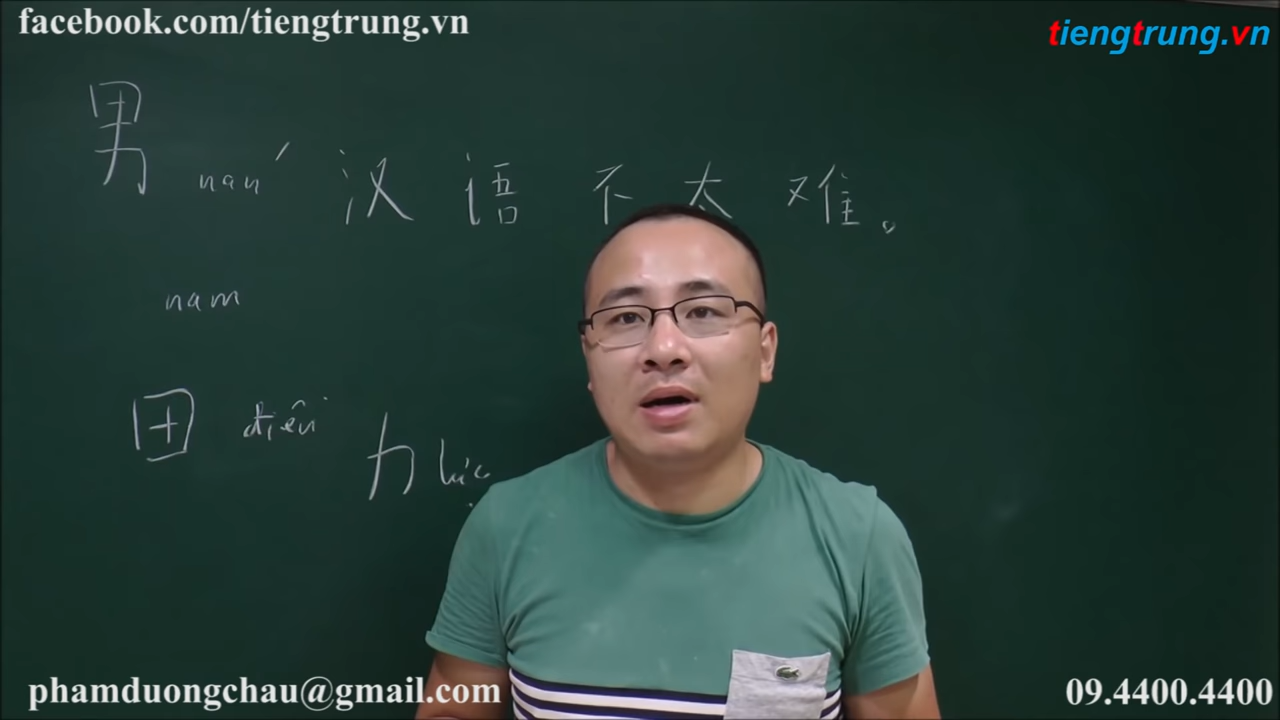 facebook.com/tiengtrung.vn
tiengtrung.vn
男 nan ́
汉语不太难。
nam
田 điền
力 lực
phamduongchau@gmail.com
09.4400.4400